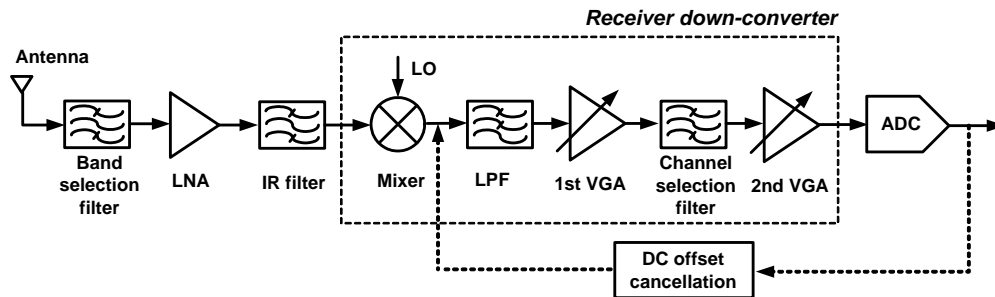 Receiver down-converter
Antenna
LO
ADC
Band
selection
filter
LNA
IR filter
Mixer
LPF
1st VGA
Channel
selection
filter
2nd VGA
DC offset
cancellation